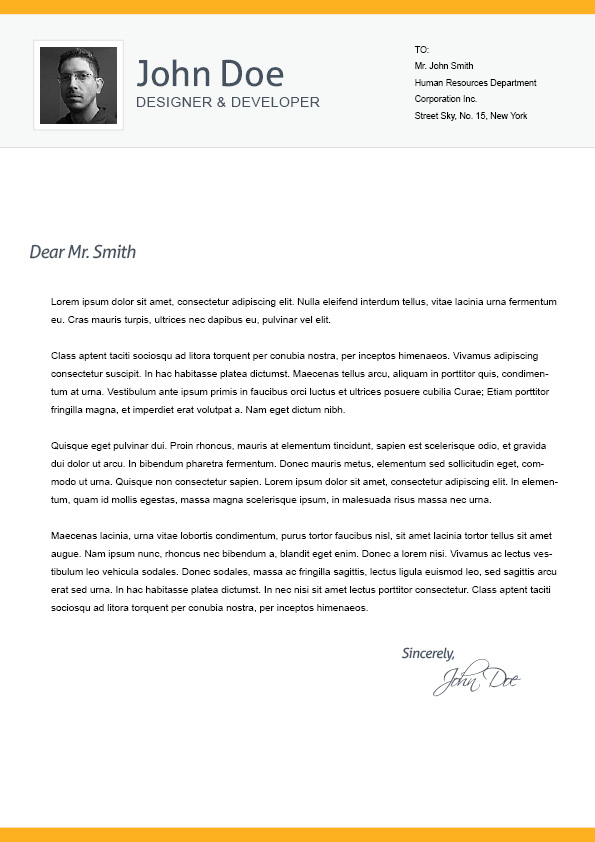 John Doe
DESIGNER & DEVELOPER
TO:
Mr. John Smith
Human Resources Department
Corporation Inc.
Street Sky, No. 15, New York
Dear Mr. Smith
Lorem ipsum dolor sit amet, consectetur adipiscing elit. Nulla eleifend interdum tellus, vitae lacinia urna fermentum
eu. Cras mauris turpis, ultrices nec dapibus eu, pulvinar vel elit.
Class aptent taciti sociosqu ad litora torquent per conubia nostra, per inceptos himenaeos. Vivamus adipiscing
consectetur suscipit. In hac habitasse platea dictumst. Maecenas tellus arcu, aliquam in porttitor quis, condimen-
tum at urna. Vestibulum ante ipsum primis in faucibus orci luctus et ultrices posuere cubilia Curae; Etiam porttitor
fringilla magna, et imperdiet erat volutpat a. Nam eget dictum nibh.
Quisque eget pulvinar dui. Proin rhoncus, mauris at elementum tincidunt, sapien est scelerisque odio, et gravida
dui dolor ut arcu. In bibendum pharetra fermentum. Donec mauris metus, elementum sed sollicitudin eget, com-
modo ut urna. Quisque non consectetur sapien. Lorem ipsum dolor sit amet, consectetur adipiscing elit. In elemen-
tum, quam id mollis egestas, massa magna scelerisque ipsum, in malesuada risus massa nec urna.
Maecenas lacinia, urna vitae lobortis condimentum, purus tortor faucibus nisl, sit amet lacinia tortor tellus sit amet
augue. Nam ipsum nunc, rhoncus nec bibendum a, blandit eget enim. Donec a lorem nisi. Vivamus ac lectus ves-
tibulum leo vehicula sodales. Donec sodales, massa ac fringilla sagittis, lectus ligula euismod leo, sed sagittis arcu
erat sed urna. In hac habitasse platea dictumst. In nec nisi sit amet lectus porttitor consectetur. Class aptent taciti
sociosqu ad litora torquent per conubia nostra, per inceptos himenaeos.
Sincerely,
John Doe